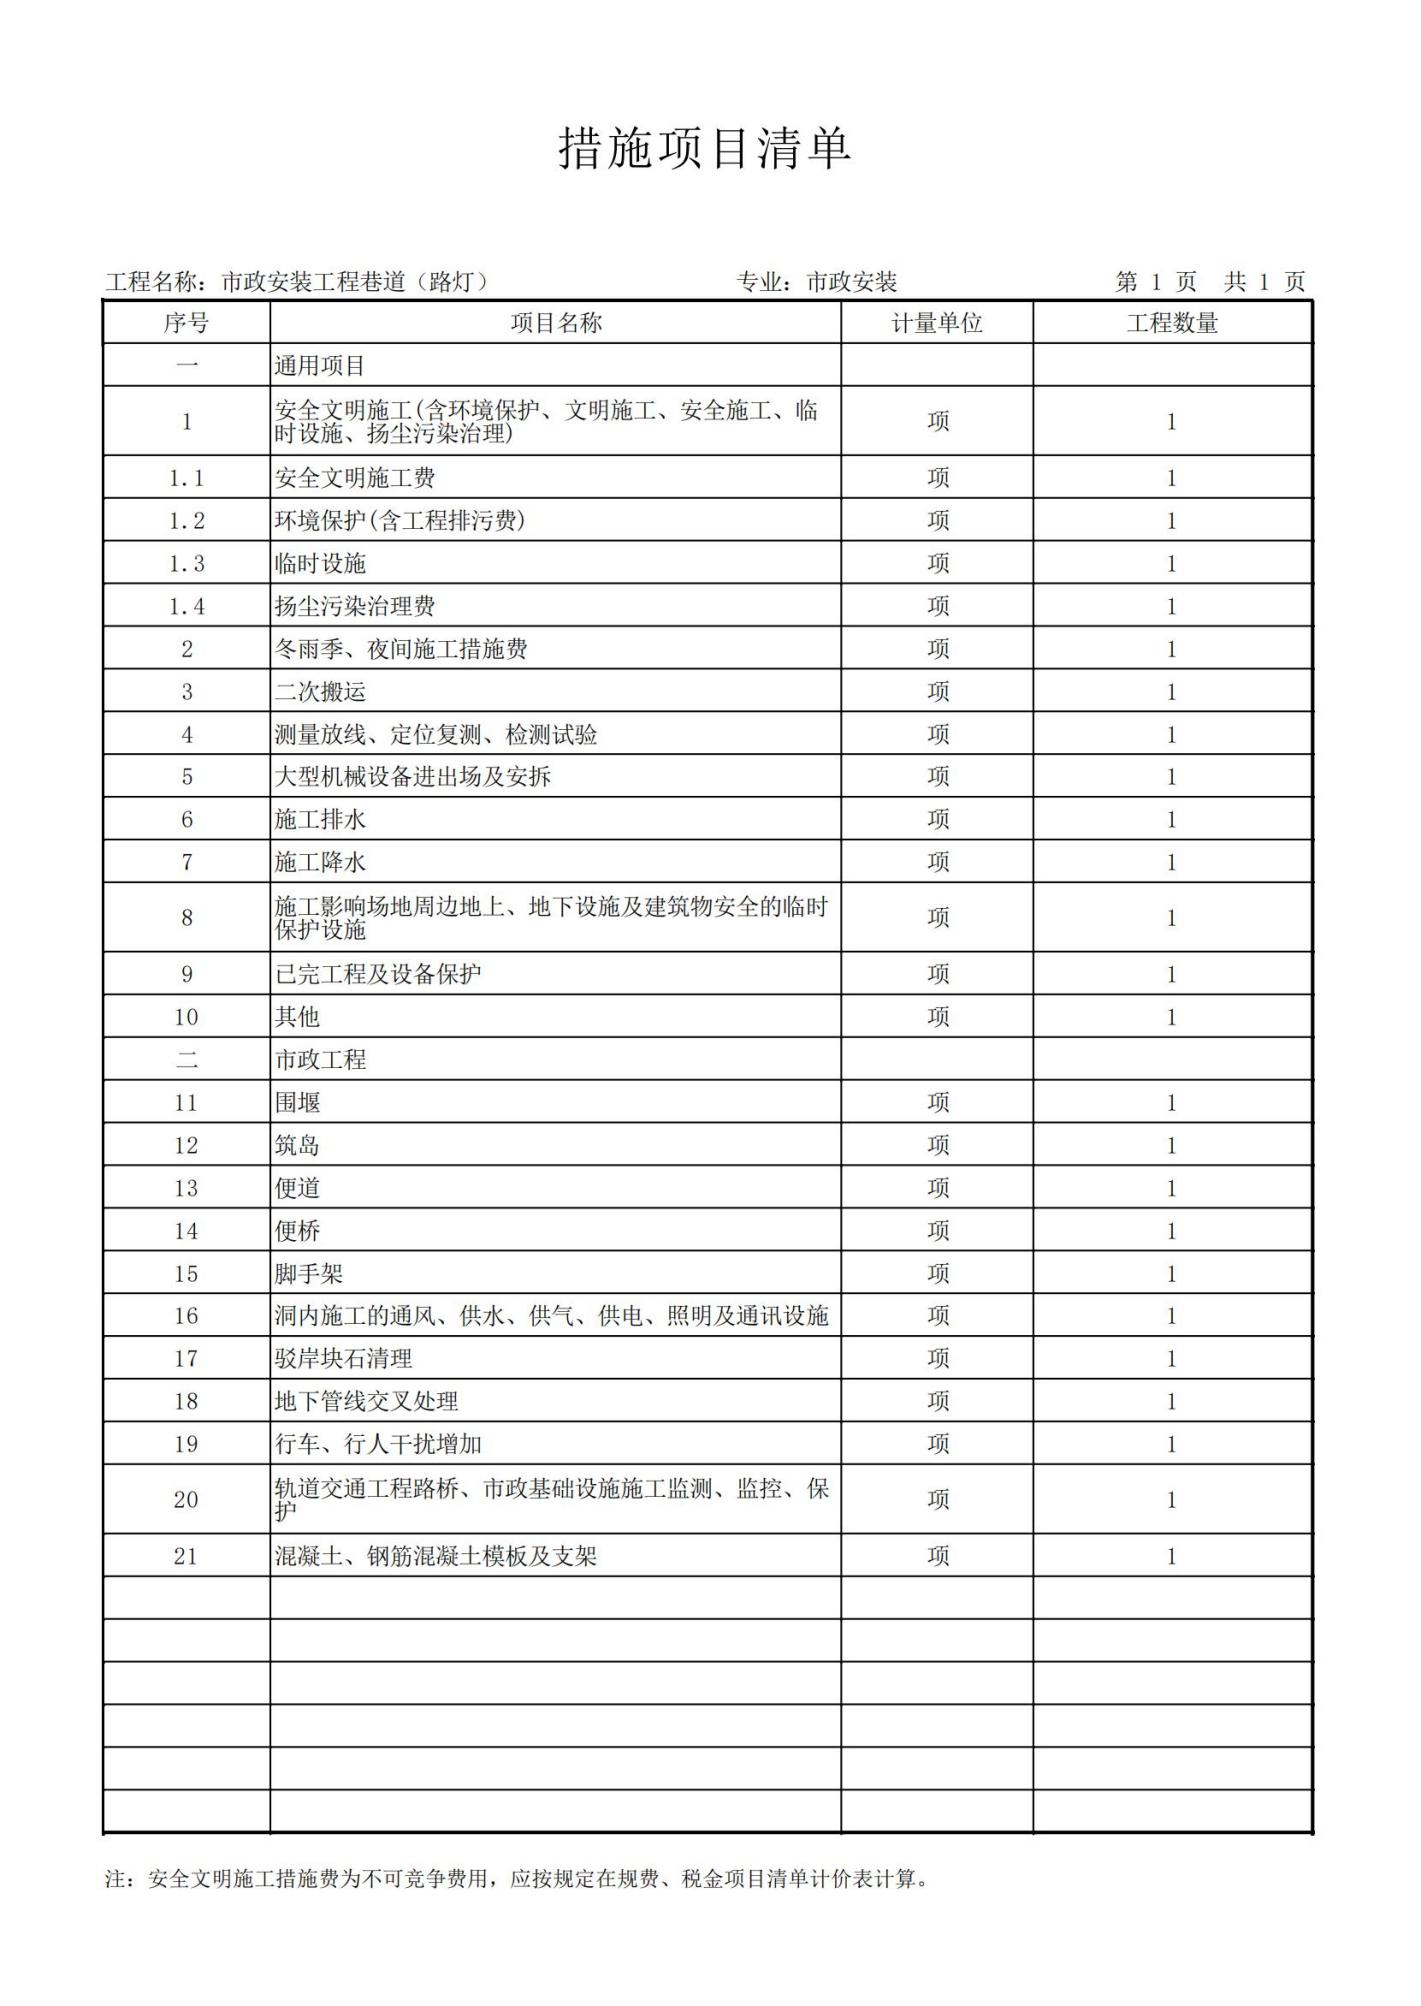 措施项目清单
工程名称：市政安装工程巷道（路灯） 专业：市政安装 第 1 页 共 1 页
序号 项目名称 计量单位 工程数量
一 通用项目
1 安全文明施工(含环境保护、文明施工、安全施工、临 项 1
时设施、扬尘污染治理)
1.1 安全文明施工费 项 1
1.2 环境保护(含工程排污费) 项 1
1.3 临时设施 项 1
1.4 扬尘污染治理费 项 1
2 冬雨季、夜间施工措施费 项 1
3 二次搬运 项 1
4 测量放线、定位复测、检测试验 项 1
5 大型机械设备进出场及安拆 项 1
6 施工排水 项 1
7 施工降水 项 1
8 施工影响场地周边地上、地下设施及建筑物安全的临时 项 1
保护设施
9 已完工程及设备保护 项 1
10 其他 项 1
二 市政工程
11 围堰 项 1
12 筑岛 项 1
13 便道 项 1
14 便桥 项 1
15 脚手架 项 1
16 洞内施工的通风、供水、供气、供电、照明及通讯设施 项 1
17 驳岸块石清理 项 1
18 地下管线交叉处理 项 1
19 行车、行人干扰增加 项 1
20 轨道交通工程路桥、市政基础设施施工监测、监控、保 项 1
护
21 混凝土、钢筋混凝土模板及支架 项 1
注：安全文明施工措施费为不可竞争费用，应按规定在规费、税金项目清单计价表计算。